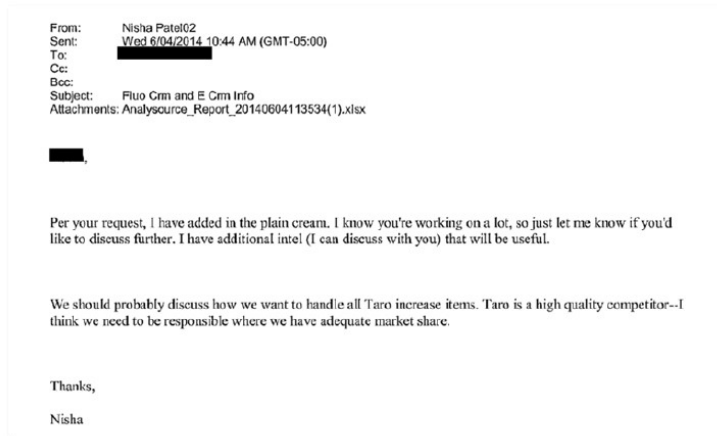 From: Nisha Patel02
Sent: Wed 6/04/2014 10:44 AM (GMT-05:00)
To:
Cc:
Bcc:
Subject: Fluo Crm and E Crm Info
Attachments: Analysource_Report_20140604113534(1).xlsx
,
Per your request, I have added in the plain cream. I know you're working on a lot, so just let me know if you'd
like to discuss further. I have additional intel (I can discuss with you) that will be useful.
We should probably discuss how we want to handle all Taro increase items. Taro is a high quality competitor--I
think we need to be responsible where we have adequate market share.
Thanks,
Nisha